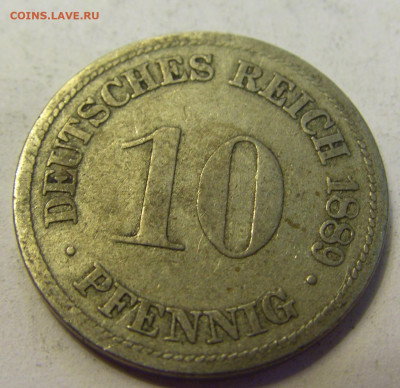 COINS.LAVE.RU
DEUTSCHES REICH 1889
10
· PFENNIG ·